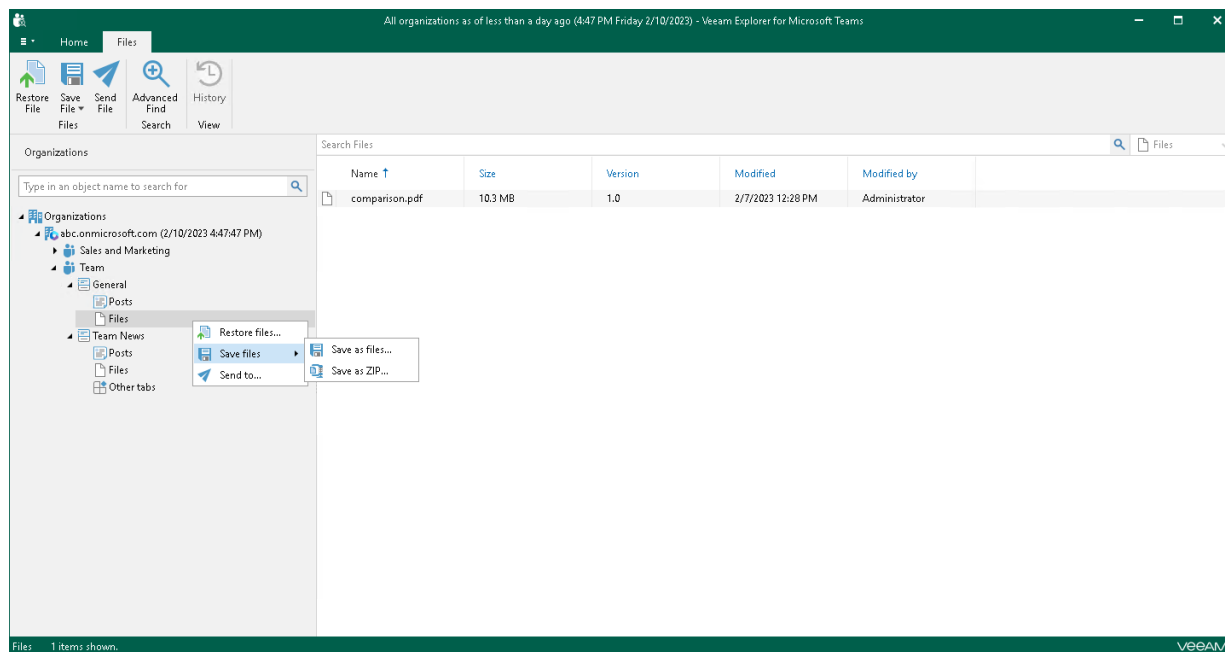 All organizations as of less than a day ago (4:47 PM Friday 2/10/2023) - Veeam Explorer for Microsoft Teams
Home Files
Restore File Save File Send File Advanced Find History
Files Search View
Organizations
Search Files Files
Type in an object name to search for
Name Size Version Modified Modified by
comparison.pdf 10.3 MB 1.0 2/7/2023 12:28 PM Administrator
Organizations
abc.onmicrosoft.com (2/10/2023 4:47:47 PM)
Sales and Marketing
Team
General
Posts
Files
Team News
Posts
Files
Other tabs
Restore files...
Save files
Send to...
Save as files...
Save as ZIP...
Files 1 items shown. VEEAM